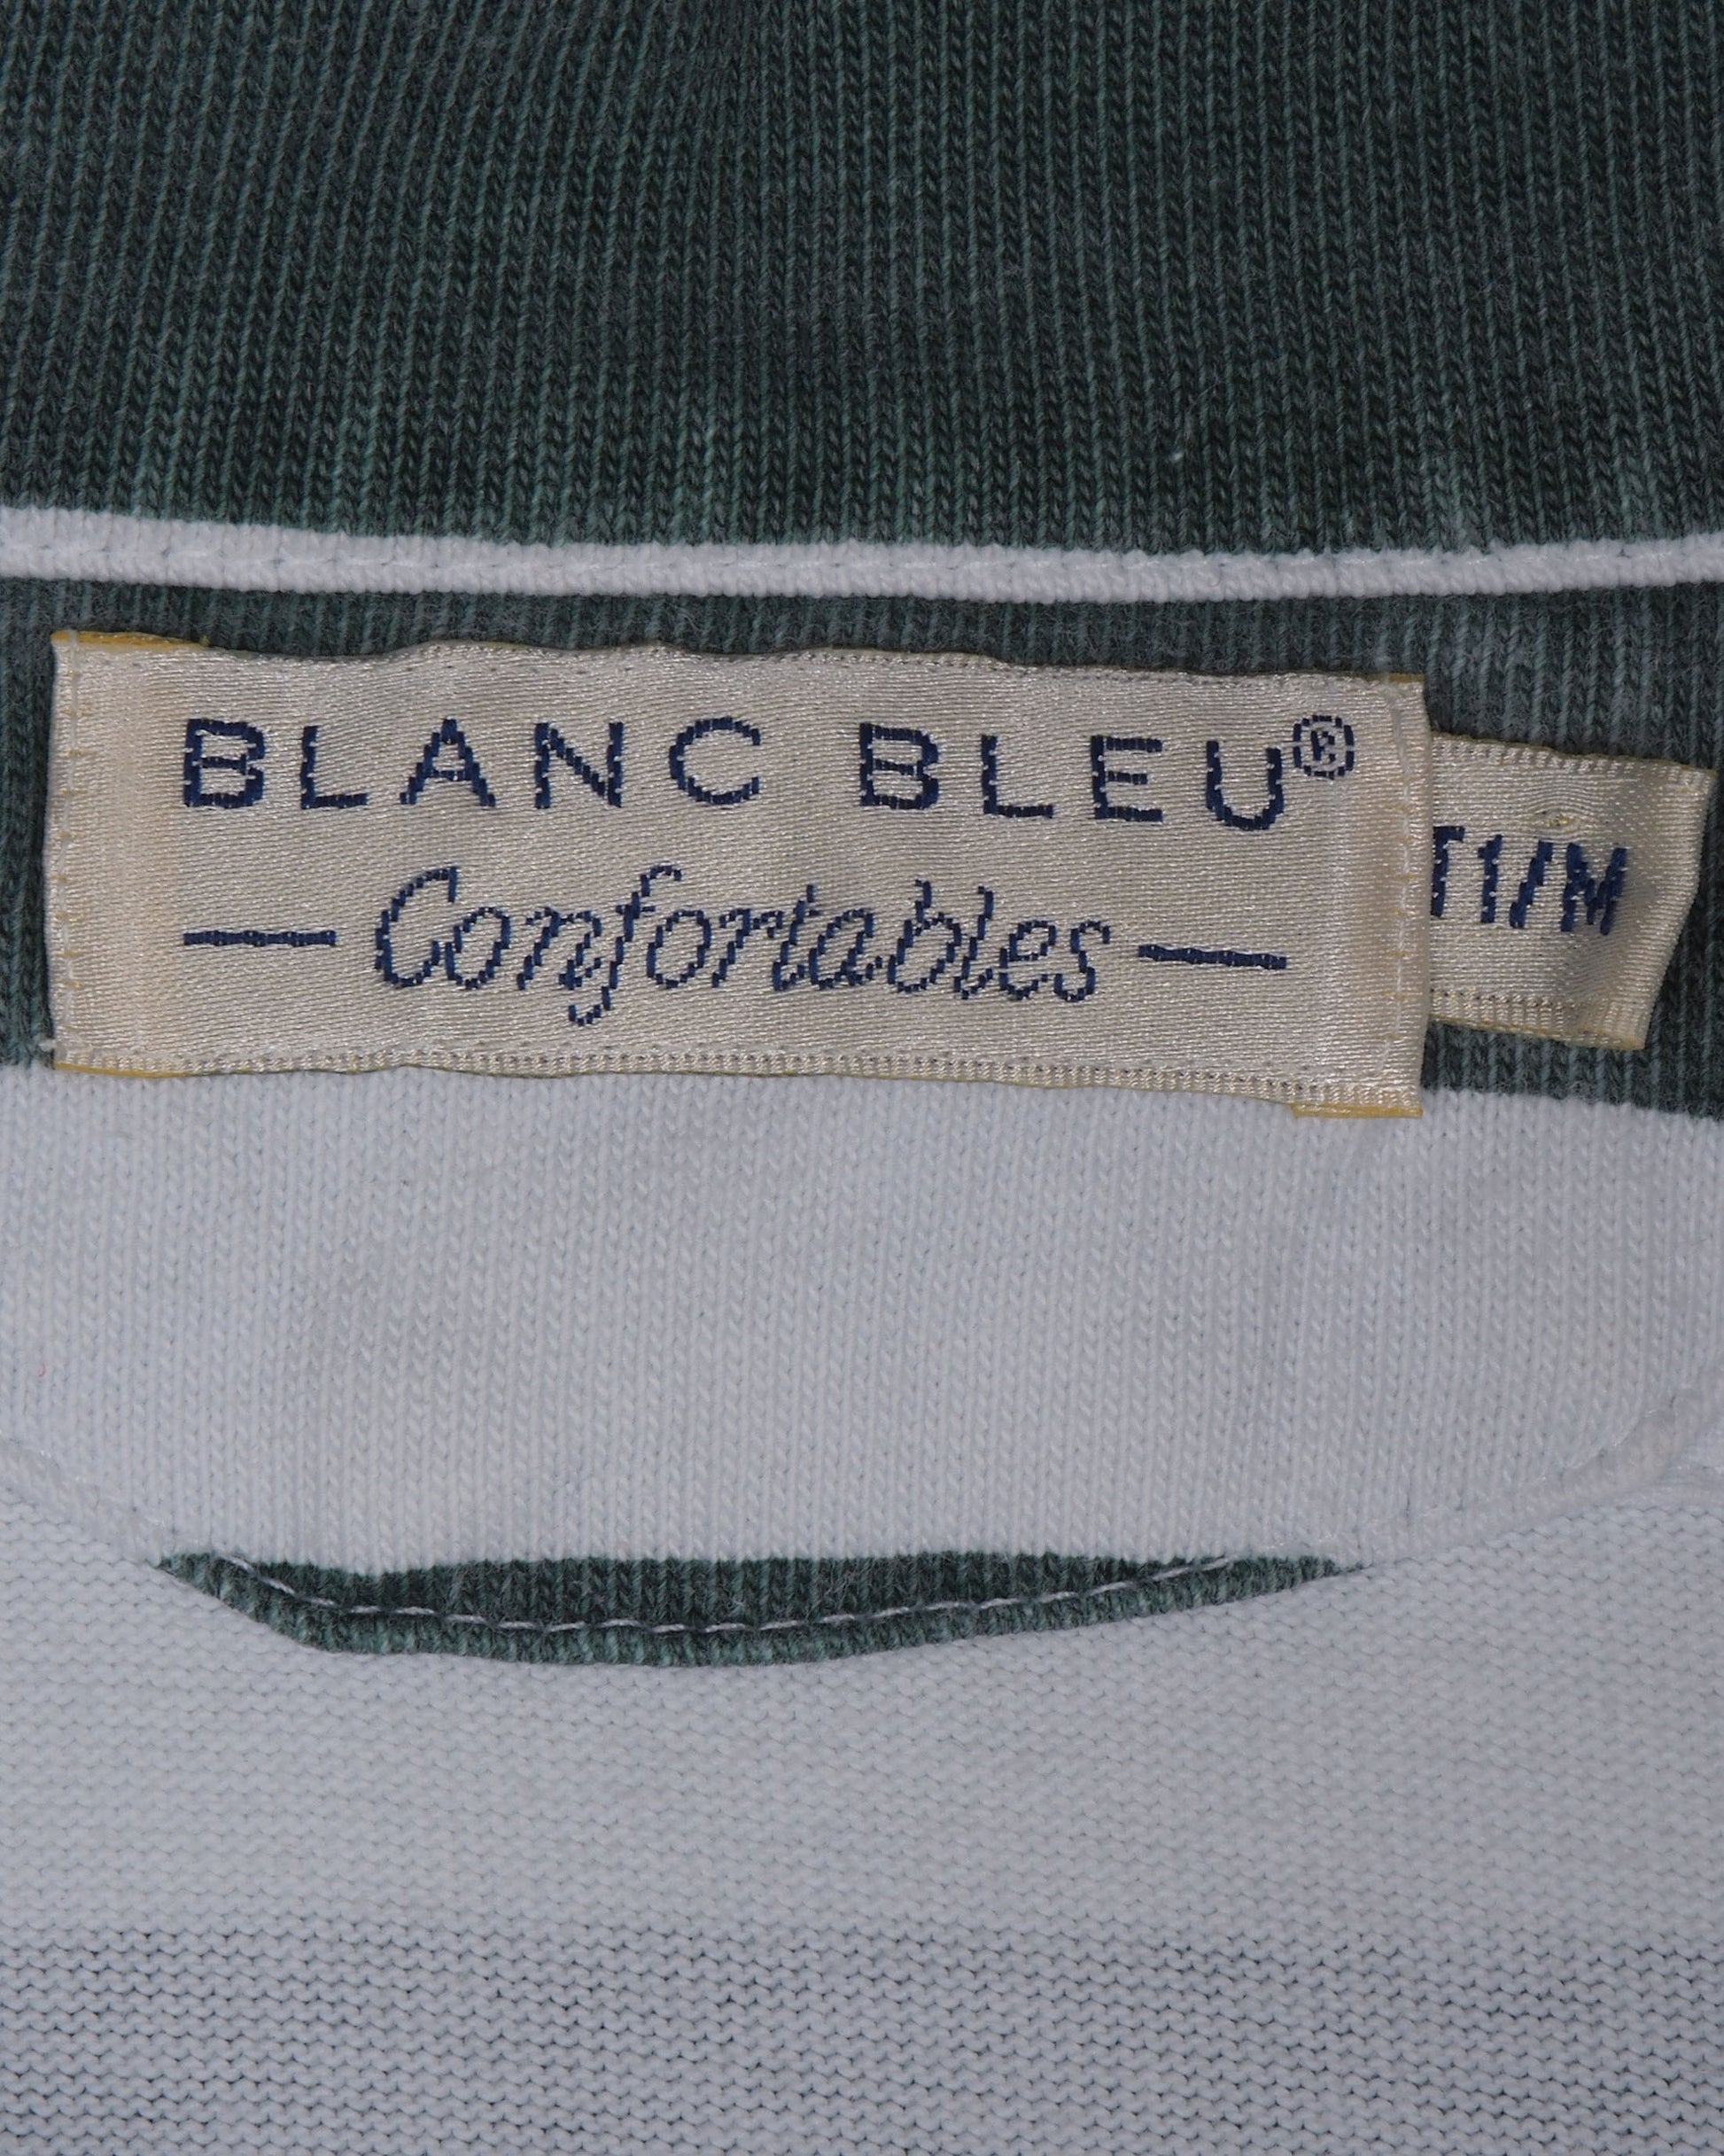 BLANC BLEU®
— Confortables —
T1/M